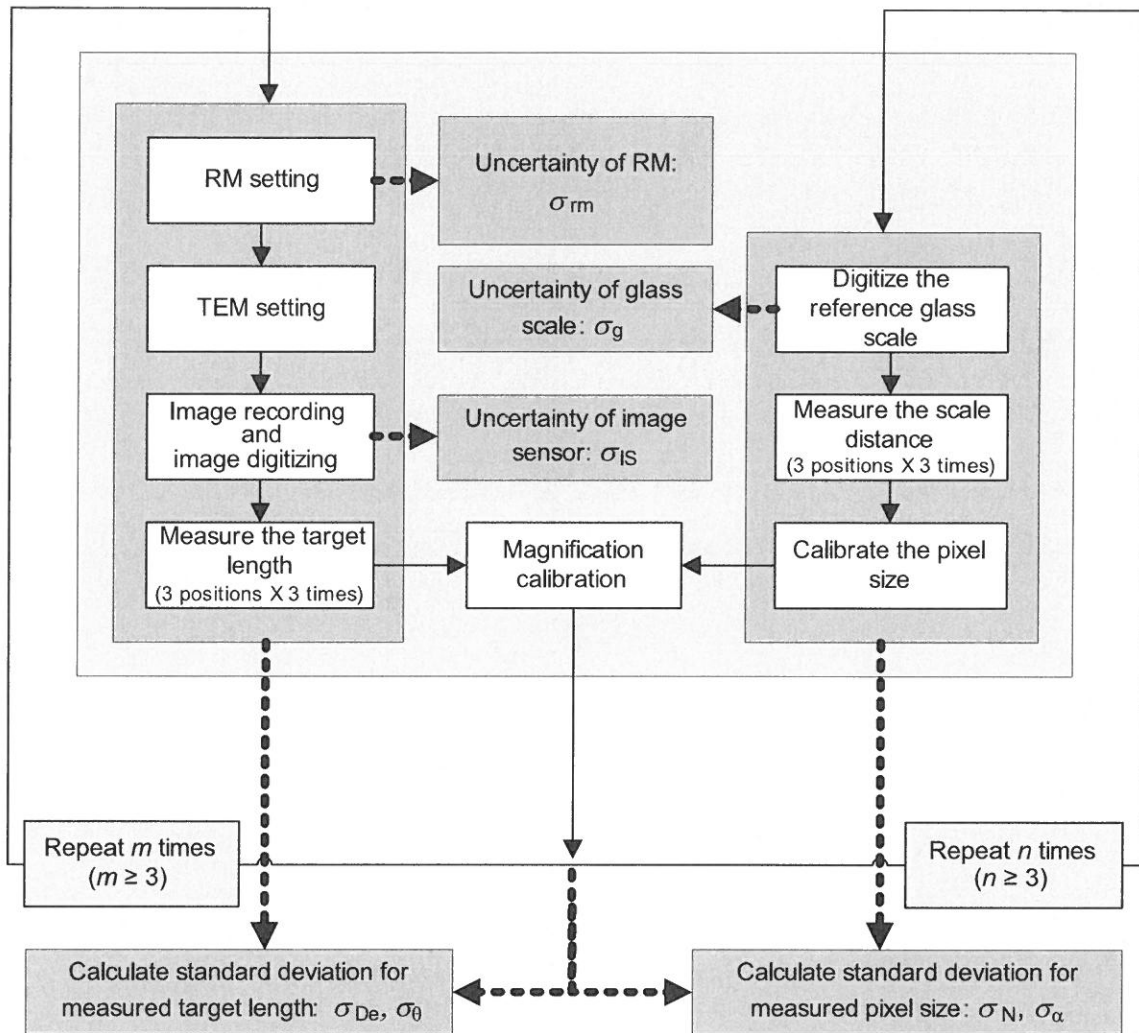 RM setting
Uncertainty of RM:
σrm
TEM setting
Uncertainty of glass
scale: σg
Digitize the
reference glass
scale
Image recording
and
image digitizing
Uncertainty of image
sensor: σIS
Measure the scale
distance
(3 positions X 3 times)
Measure the target
length
(3 positions X 3 times)
Magnification
calibration
Calibrate the pixel
size
Repeat m times
(m ≥ 3)
Repeat n times
(n ≥ 3)
Calculate standard deviation for
measured target length: σDe, σθ
Calculate standard deviation for
measured pixel size: σN, σα